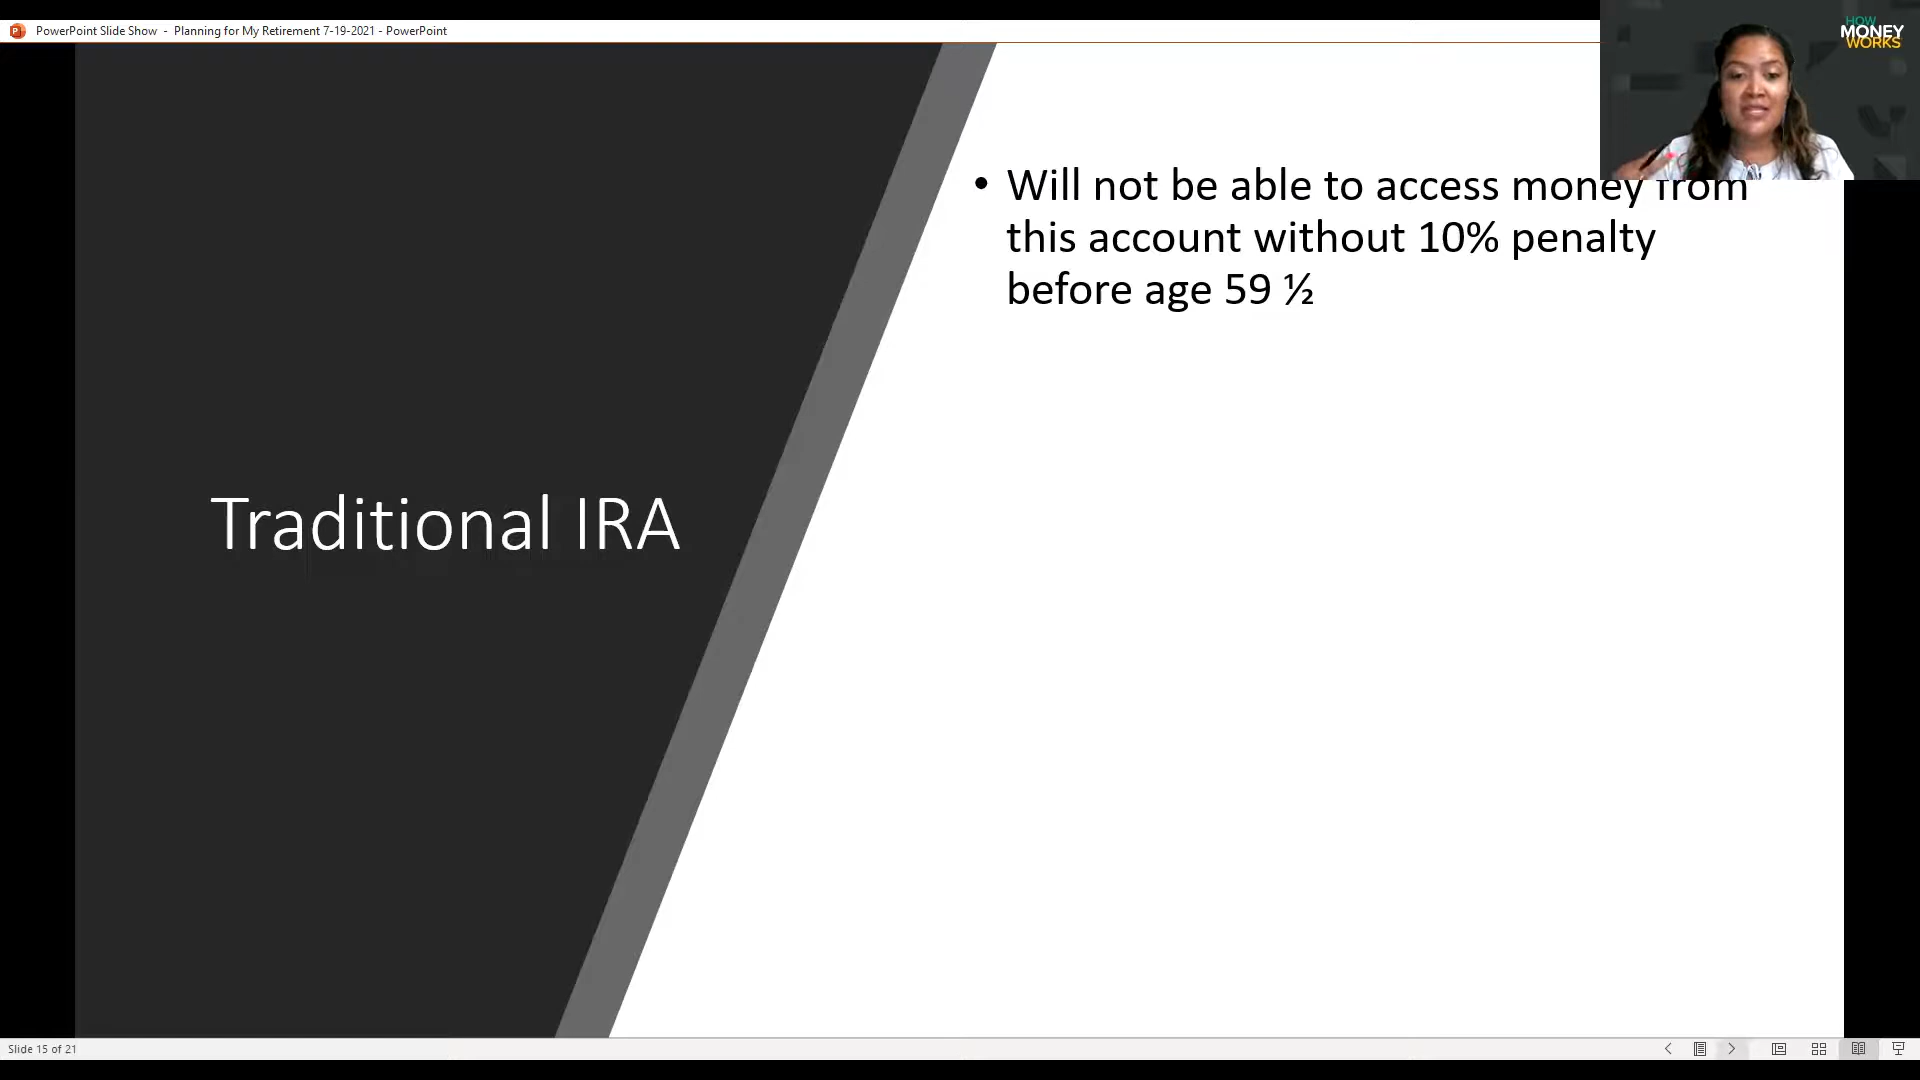 PowerPoint Slide Show - Planning for My Retirement 7-19-2021 - PowerPoint
HOW
MONEY
WORKS
• Will not be able to access money from
this account without 10% penalty
before age 59 ½
Traditional IRA
Slide 15 of 21